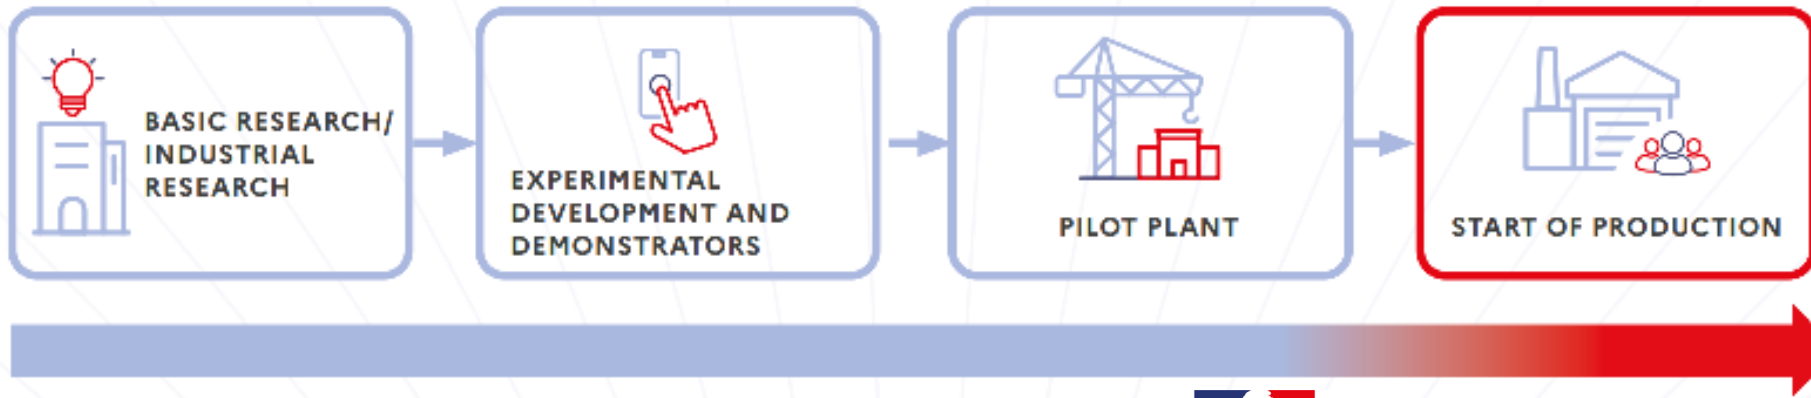 BASIC RESEARCH/
INDUSTRIAL
RESEARCH
EXPERIMENTAL
DEVELOPMENT AND
DEMONSTRATORS
PILOT PLANT
START OF PRODUCTION